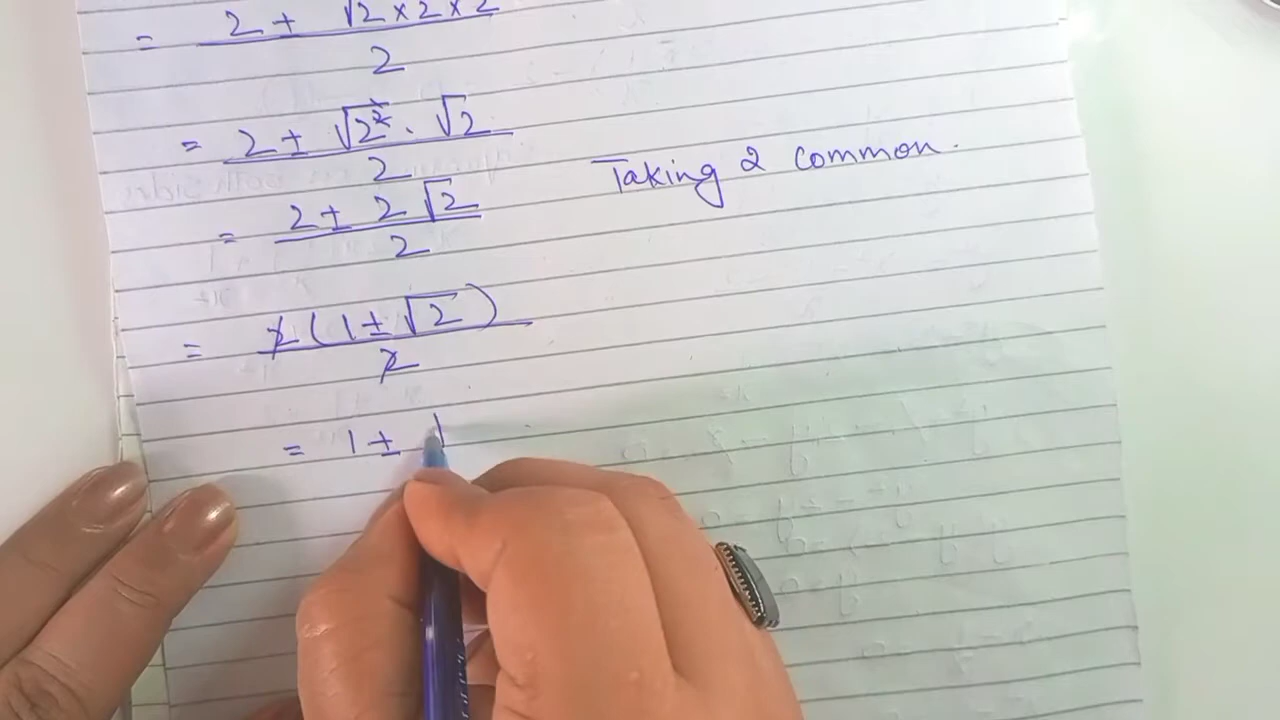 = 2 ± √2×2×2
2
= 2 ± √2² . √2
2
Taking 2 common.
= 2 ± 2√2
2
= 2(1 ± √2)
2
= 1 ±